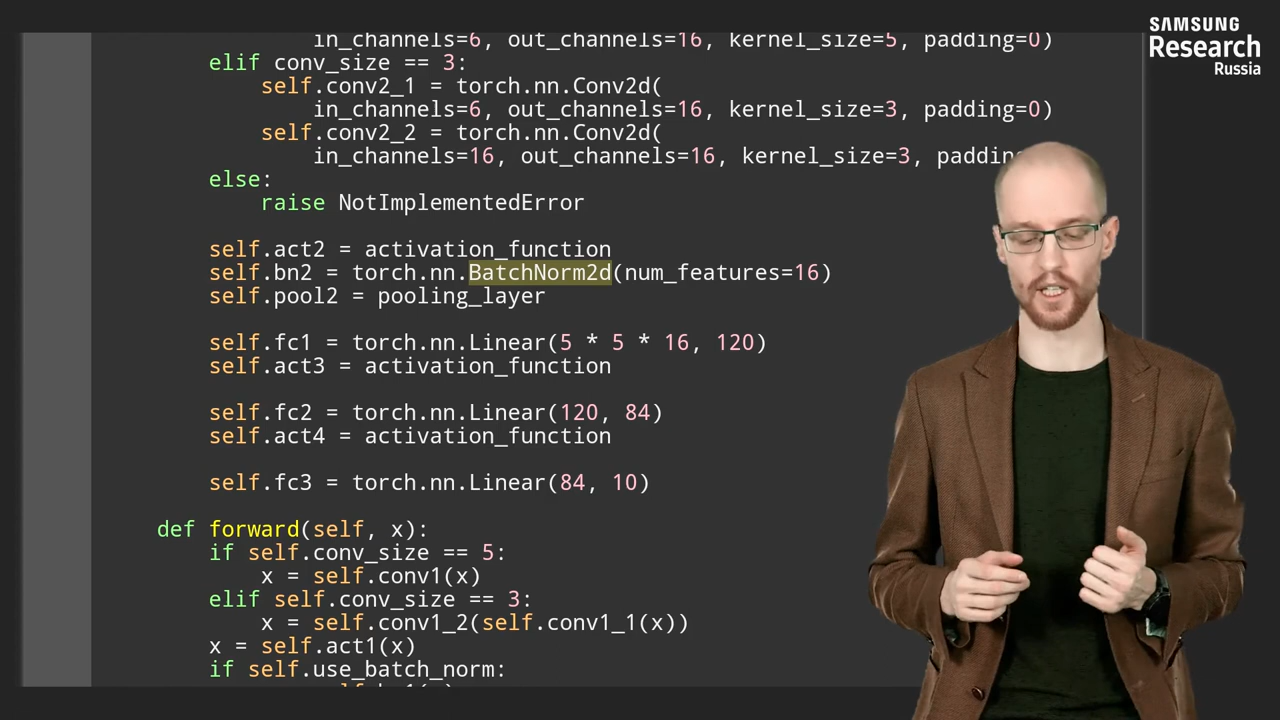 in_channels=6, out_channels=16, kernel_size=5, padding=0)
elif conv_size == 3:
self.conv2_1 = torch.nn.Conv2d(
in_channels=6, out_channels=16, kernel_size=3, padding=0)
self.conv2_2 = torch.nn.Conv2d(
in_channels=16, out_channels=16, kernel_size=3,
else:
raise NotImplementedError
self.act2 = activation_function
self.bn2 = torch.nn.BatchNorm2d(num_features=16)
self.pool2 = pooling_layer
self.fc1 = torch.nn.Linear(5 * 5 * 16, 120)
self.act3 = activation_function
self.fc2 = torch.nn.Linear(120, 84)
self.act4 = activation_function
self.fc3 = torch.nn.Linear(84, 10)
def forward(self, x):
if self.conv_size == 5:
x = self.conv1(x)
elif self.conv_size == 3:
x = self.conv1_2(self.conv1_1(x))
x = self.act1(x)
if self.use_batch_norm:
SAMSUNG
Research
Russia